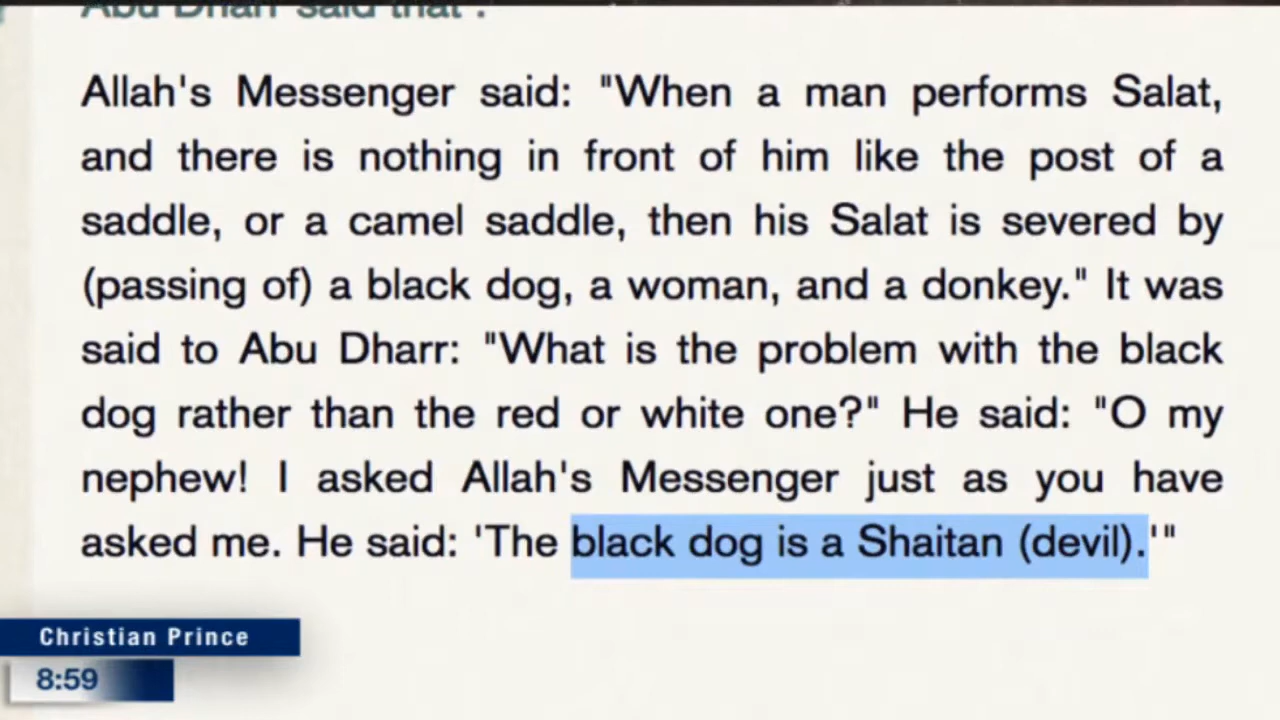 Abu Dharr said that :
Allah's Messenger said: "When a man performs Salat,
and there is nothing in front of him like the post of a
saddle, or a camel saddle, then his Salat is severed by
(passing of) a black dog, a woman, and a donkey." It was
said to Abu Dharr: "What is the problem with the black
dog rather than the red or white one?" He said: "O my
nephew! I asked Allah's Messenger just as you have
asked me. He said: 'The black dog is a Shaitan (devil).'"
Christian Prince
8:59